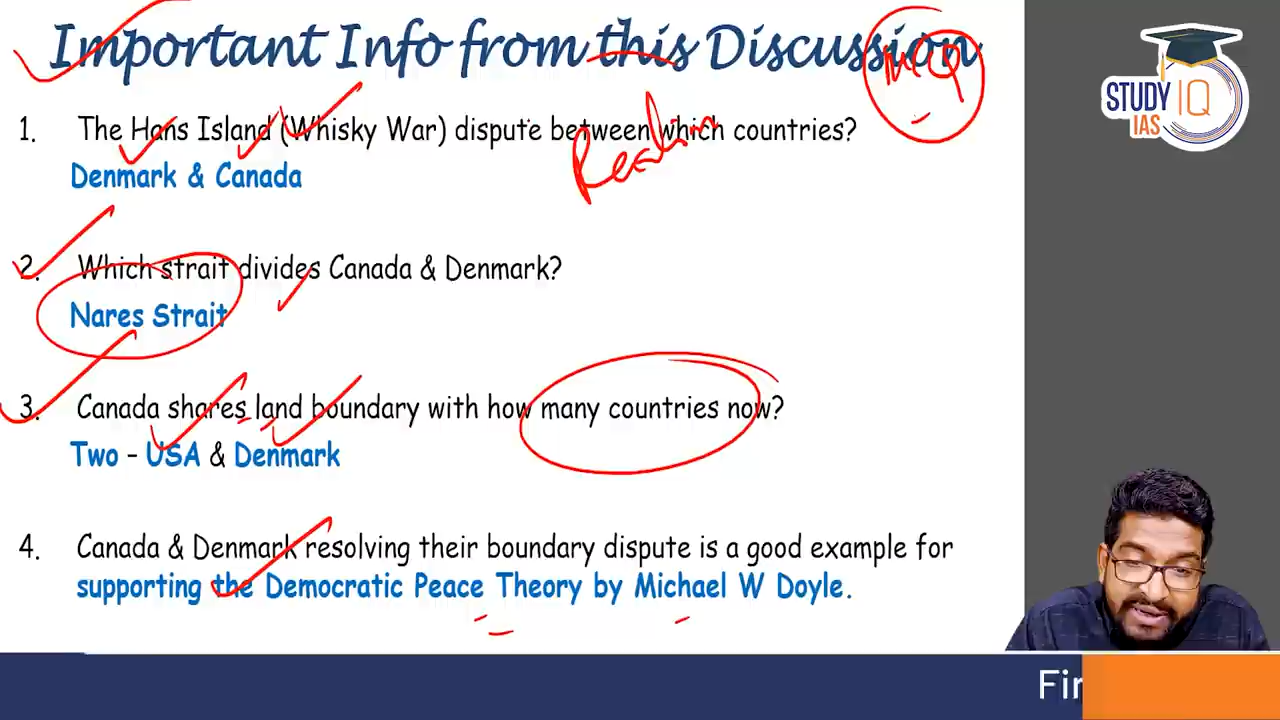 Important Info from this Discussion
MCQ
STUDY IQ
IAS
1. The Hans Island (Whisky War) dispute between which countries?
Denmark & Canada
Realism
2. Which strait divides Canada & Denmark?
Nares Strait
3. Canada shares land boundary with how many countries now?
Two - USA & Denmark
4. Canada & Denmark resolving their boundary dispute is a good example for
supporting the Democratic Peace Theory by Michael W Doyle.
Fir